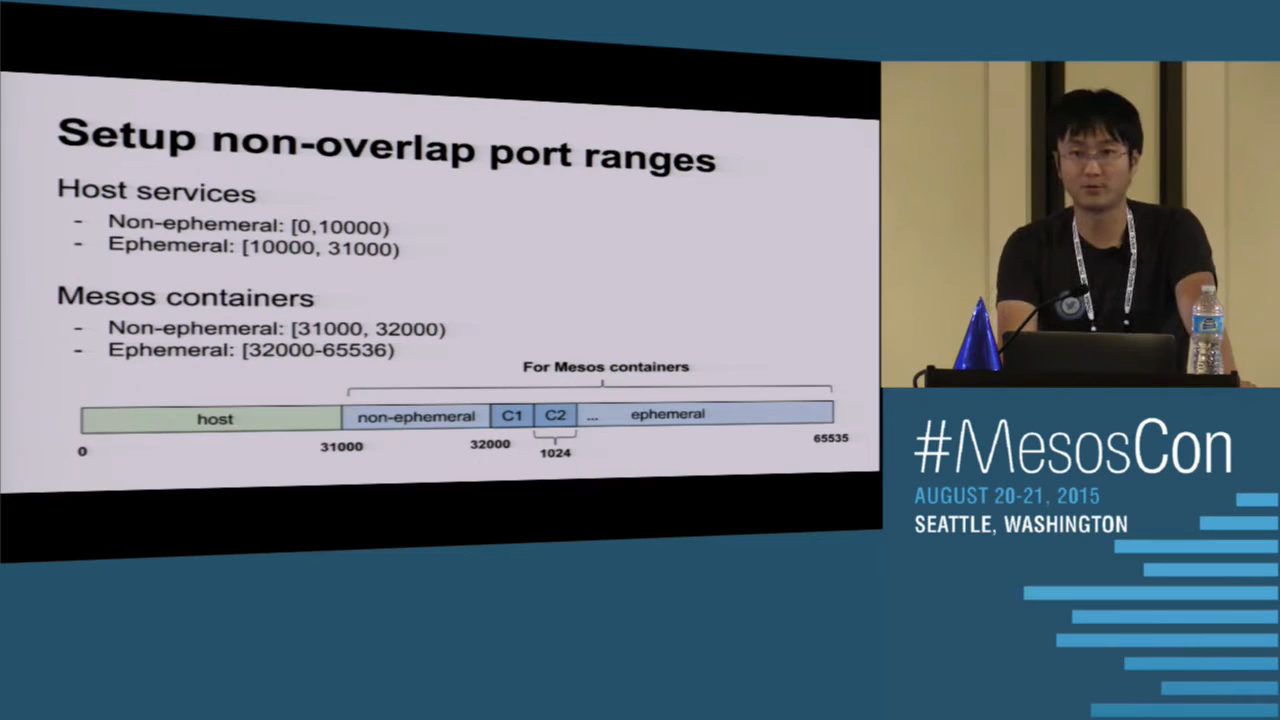 Setup non-overlap port ranges
Host services
- Non-ephemeral: [0,10000)
- Ephemeral: [10000, 31000)
Mesos containers
- Non-ephemeral: [31000, 32000)
- Ephemeral: [32000-65536)
For Mesos containers
host
non-ephemeral
C1
C2
...
ephemeral
0
31000
32000
1024
65535
#MesosCon
AUGUST 20-21, 2015
SEATTLE, WASHINGTON